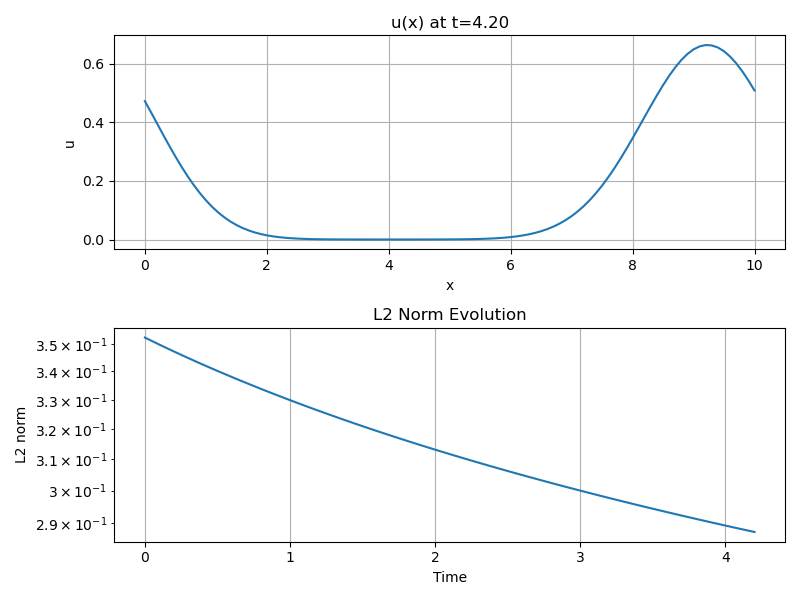 u(x) at t=4.20
0.6
0.4
0.2
0.0
u
0 2 4 6 8 10
x
L2 Norm Evolution
3.5 × 10⁻¹
3.4 × 10⁻¹
3.3 × 10⁻¹
3.2 × 10⁻¹
3.1 × 10⁻¹
3 × 10⁻¹
2.9 × 10⁻¹
L2 norm
0 1 2 3 4
Time